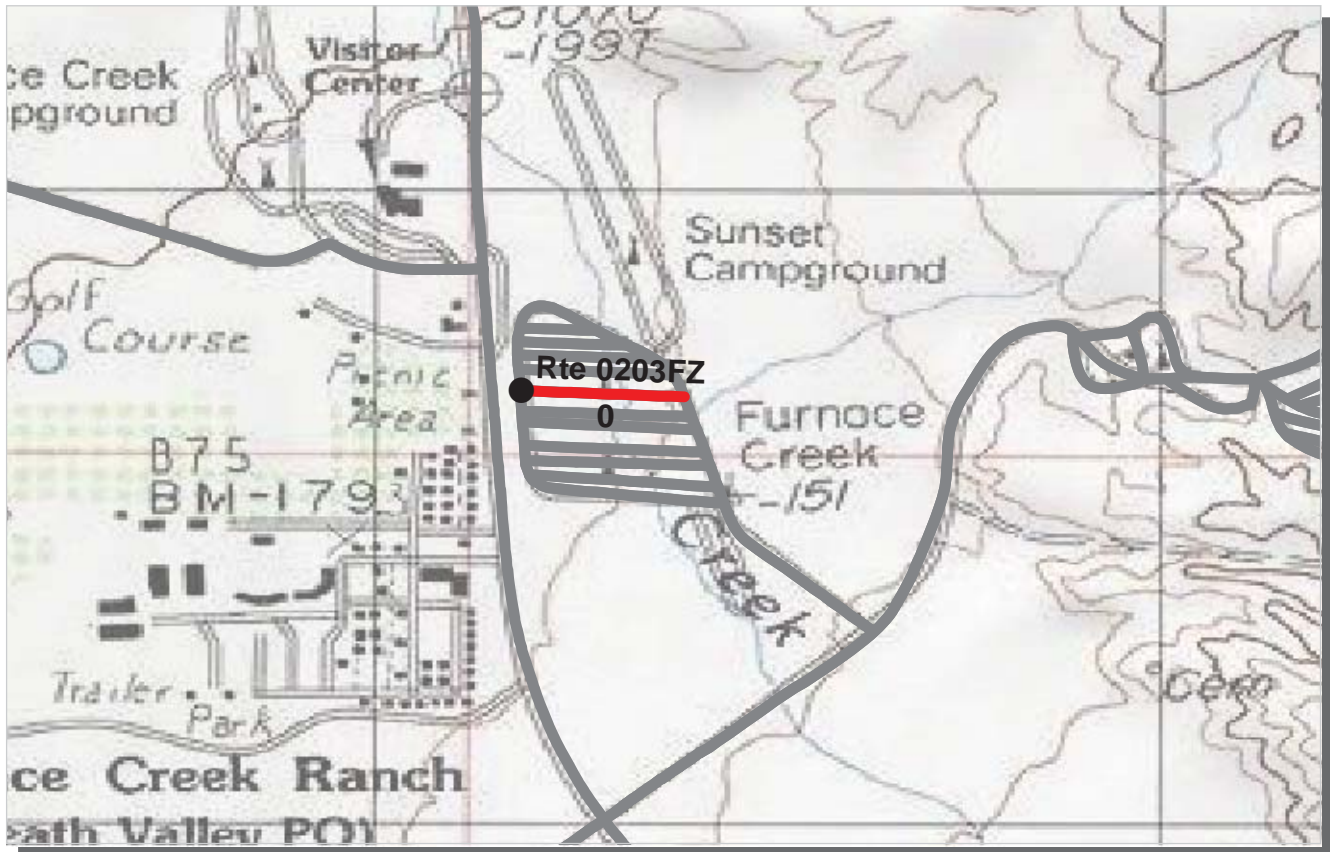 Visitor
Center
-1997
ce Creek
pground
Sunset
Campground
Golf
Course
Picnic
Area
Rte 0203FZ
0
Furnace
Creek
-151
B75
BM-1793
Creek
Trailer
Park
Cem
ce Creek Ranch
eath Valley PO)